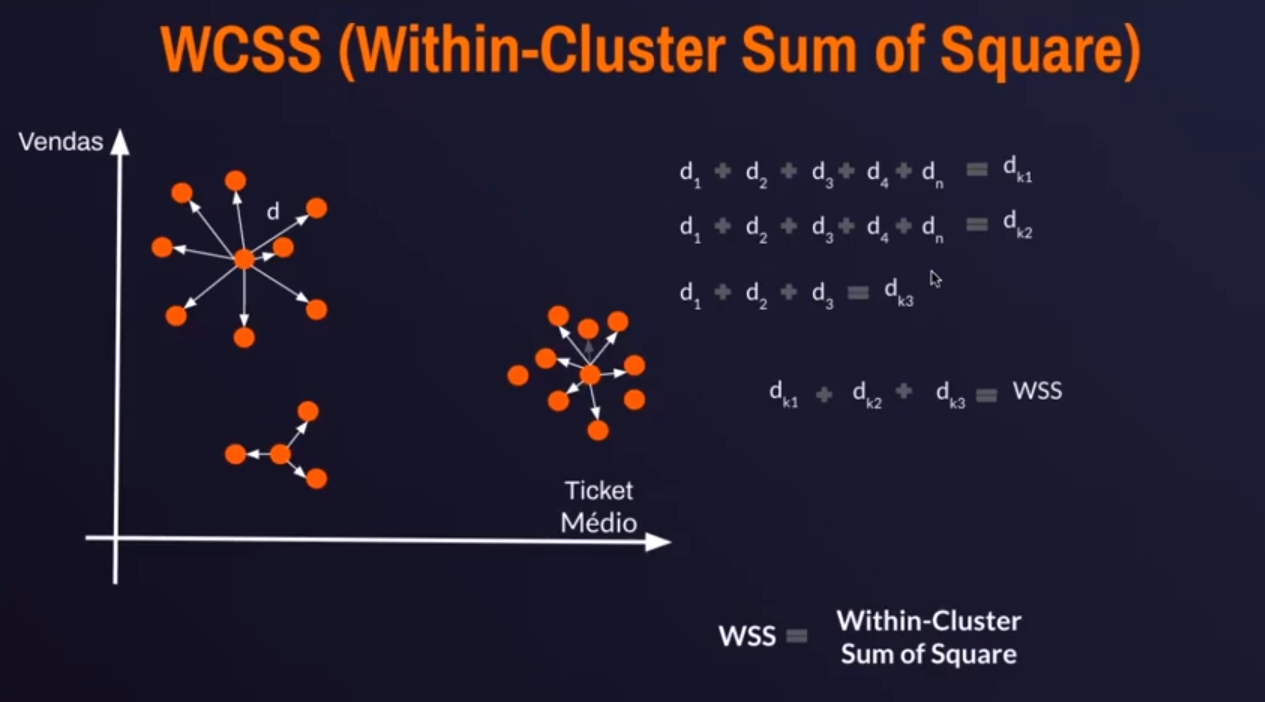 WCSS (Within-Cluster Sum of Square)
Vendas
d
d1 + d2 + d3 + d4 + dn = dk1
d1 + d2 + d3 + d4 + dn = dk2
d1 + d2 + d3 = dk3
dk1 + dk2 + dk3 = WSS
Ticket
Médio
WSS = Within-Cluster
Sum of Square